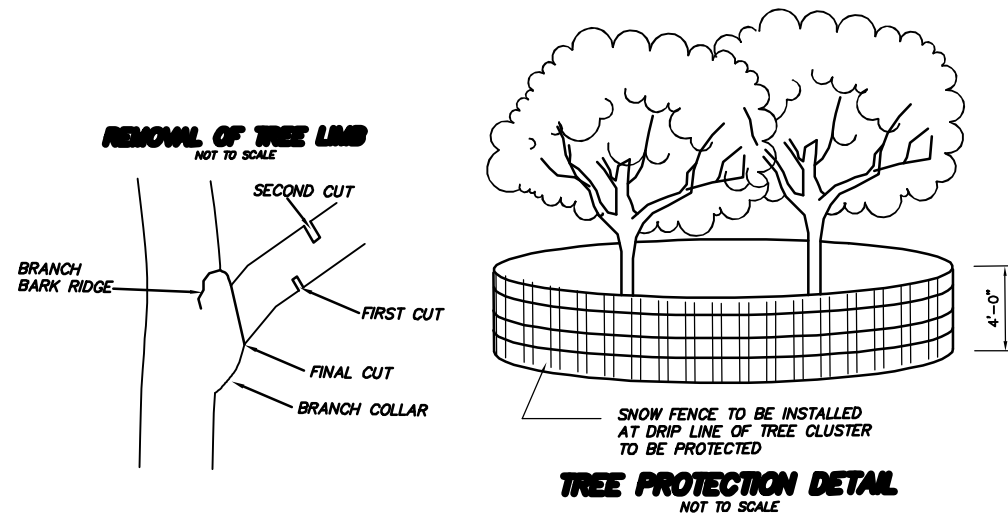 REMOVAL OF TREE LIMB
NOT TO SCALE
SECOND CUT
BRANCH
BARK RIDGE
FIRST CUT
FINAL CUT
BRANCH COLLAR
4'-0"
SNOW FENCE TO BE INSTALLED
AT DRIP LINE OF TREE CLUSTER
TO BE PROTECTED
TREE PROTECTION DETAIL
NOT TO SCALE